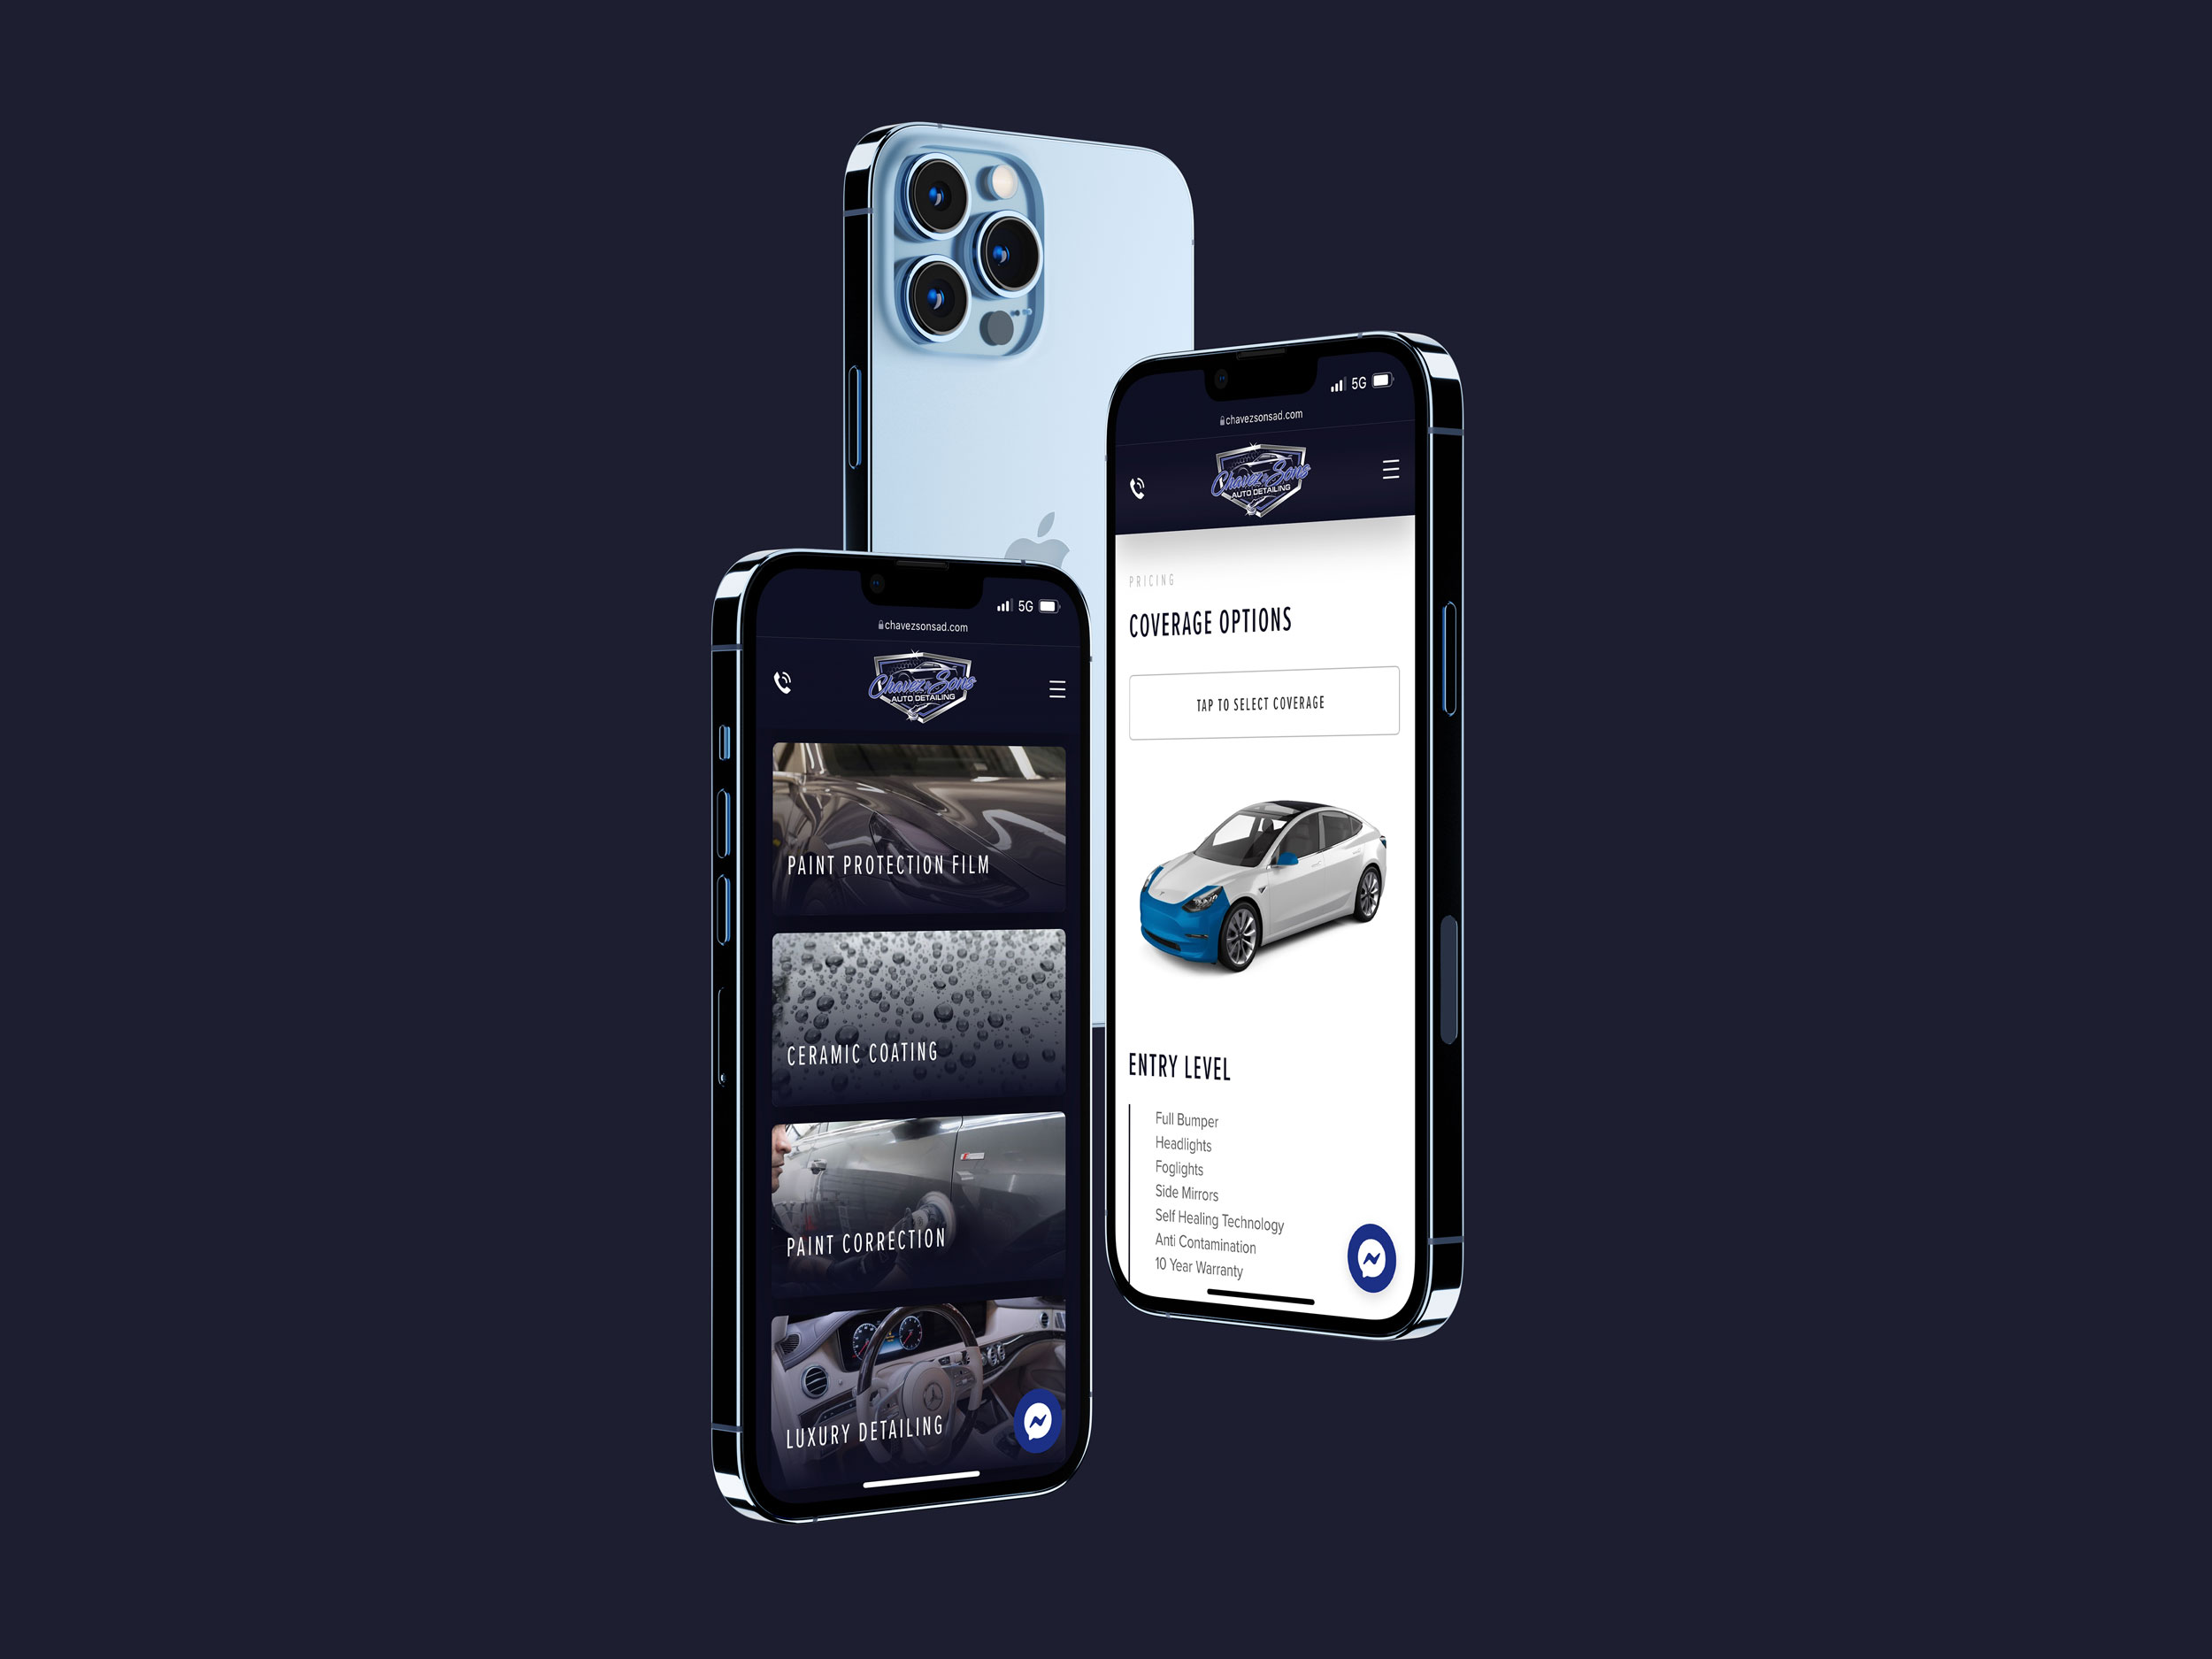 5G
chavezsonsad.com
Chavez & Sons
AUTO DETAILING
PAINT PROTECTION FILM
CERAMIC COATING
PAINT CORRECTION
LUXURY DETAILING
5G
chavezsonsad.com
Chavez & Sons
AUTO DETAILING
PRICING
COVERAGE OPTIONS
TAP TO SELECT COVERAGE
ENTRY LEVEL
Full Bumper
Headlights
Foglights
Side Mirrors
Self Healing Technology
Anti Contamination
10 Year Warranty